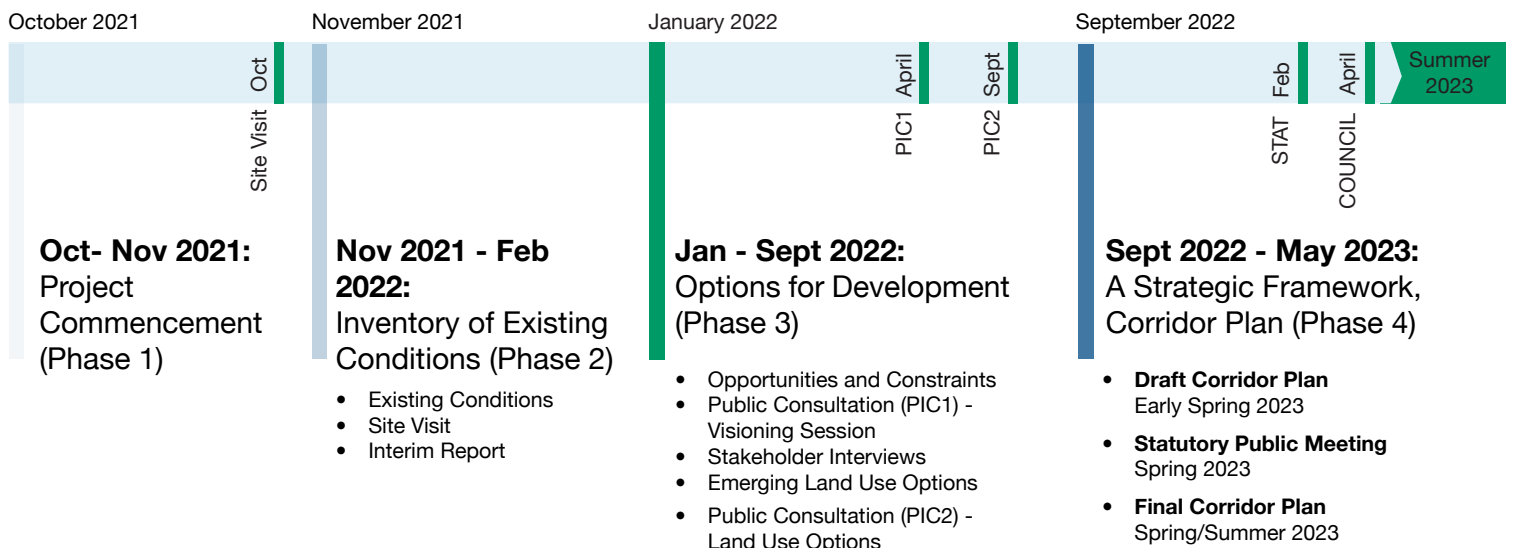 October 2021
November 2021
January 2022
September 2022
Site Visit Oct
PIC1 April
PIC2 Sept
STAT Feb
COUNCIL April
Summer
2023
Oct- Nov 2021:
Project
Commencement
(Phase 1)
Nov 2021 - Feb
2022:
Inventory of Existing
Conditions (Phase 2)
• Existing Conditions
• Site Visit
• Interim Report
Jan - Sept 2022:
Options for Development
(Phase 3)
• Opportunities and Constraints
• Public Consultation (PIC1) -
Visioning Session
• Stakeholder Interviews
• Emerging Land Use Options
• Public Consultation (PIC2) -
Land Use Options
Sept 2022 - May 2023:
A Strategic Framework,
Corridor Plan (Phase 4)
• Draft Corridor Plan
Early Spring 2023
• Statutory Public Meeting
Spring 2023
• Final Corridor Plan
Spring/Summer 2023